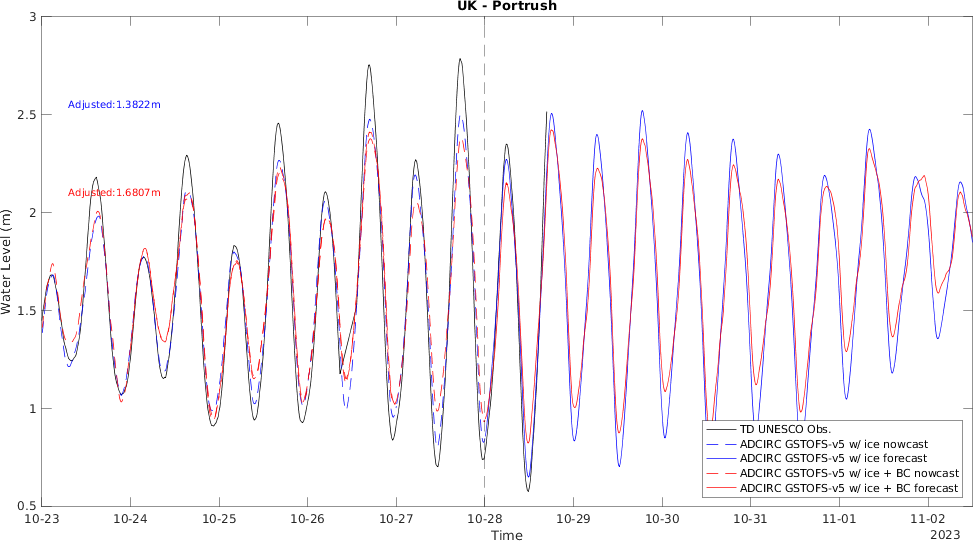 UK - Portrush
3
2.5
2
1.5
1
0.5
Water Level (m)
Adjusted:1.3822m
Adjusted:1.6807m
TD UNESCO Obs.
ADCIRC GSTOFS-v5 w/ ice nowcast
ADCIRC GSTOFS-v5 w/ ice forecast
ADCIRC GSTOFS-v5 w/ ice + BC nowcast
ADCIRC GSTOFS-v5 w/ ice + BC forecast
10-23 10-24 10-25 10-26 10-27 10-28 10-29 10-30 10-31 11-01 11-02
Time
2023